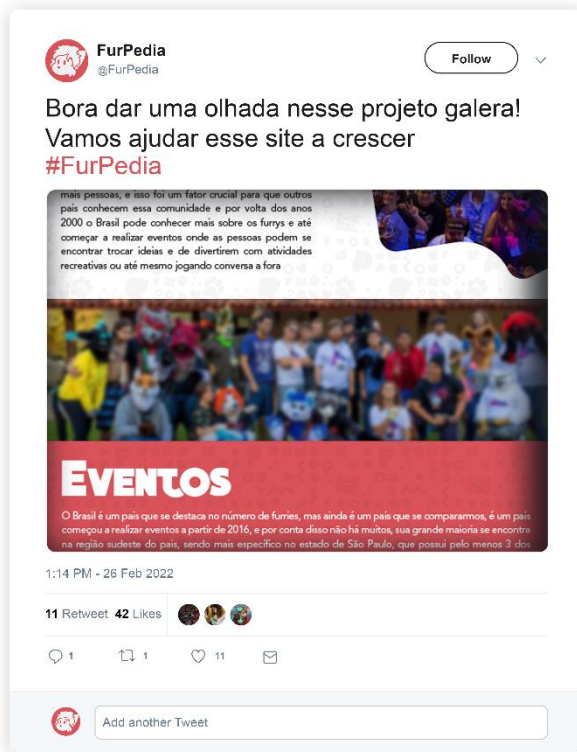 FurPedia
@FurPedia
Follow
Bora dar uma olhada nesse projeto galera!
Vamos ajudar esse site a crescer
#FurPedia
mais pessoas, e isso foi um fator crucial para que outros
pais conhecem essa comunidade e por volta dos anos
2000 o Brasil pode conhecer mais sobre os furrys e até
começar a realizar eventos onde as pessoas podem se
encontrar trocar ideias e de divertirem com atividades
recreativas ou até mesmo jogando conversa a fora
EVENTOS
O Brasil é um pais que se destaca no número de furries, mas ainda é um pais que se compararmos, é um pais
começou a realizar eventos a partir de 2016, e por conta disso não há muitos, sua grande maioria se encontra
na região sudeste do pais, sendo mais específico no estado de São Paulo, que possui pelo menos 3 dos
1:14 PM - 26 Feb 2022
11 Retweet 42 Likes
1 1 11
Add another Tweet